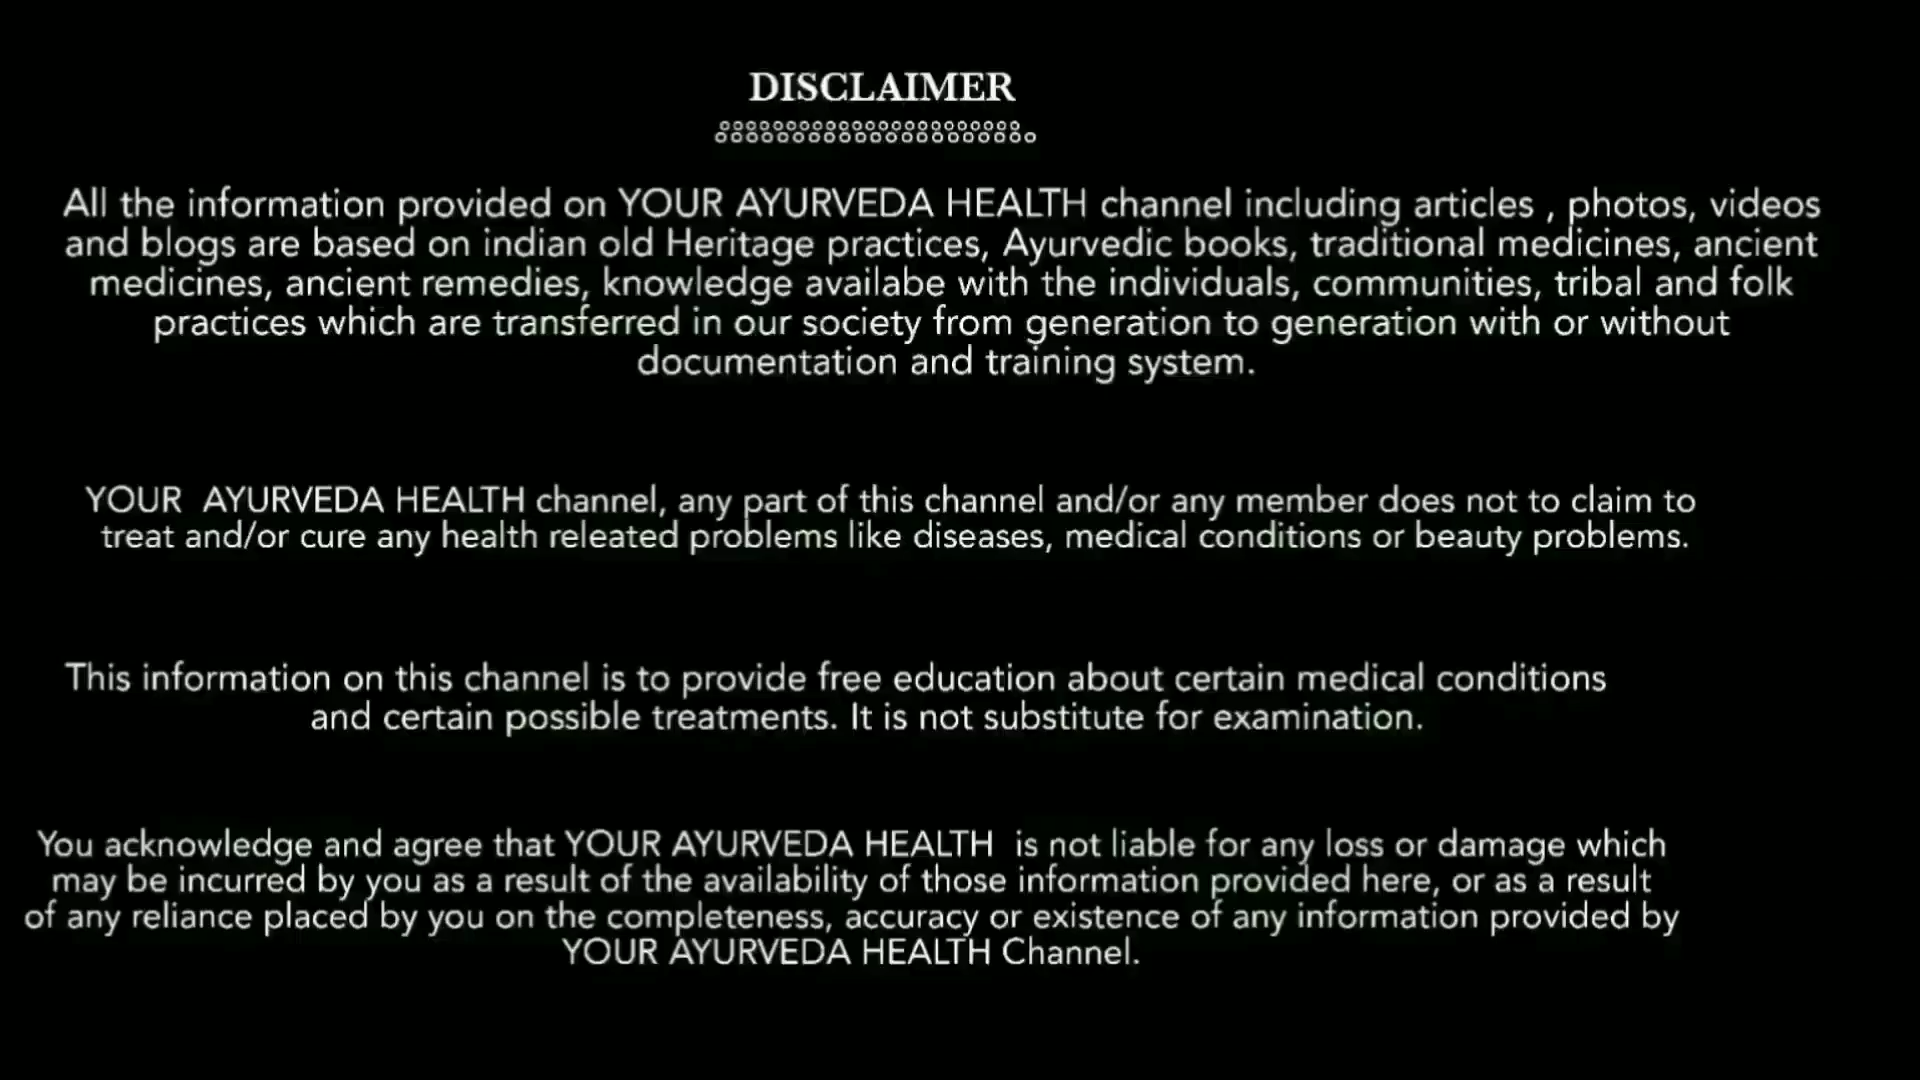 DISCLAIMER
All the information provided on YOUR AYURVEDA HEALTH channel including articles , photos, videos
and blogs are based on indian old Heritage practices, Ayurvedic books, traditional medicines, ancient
medicines, ancient remedies, knowledge availabe with the individuals, communities, tribal and folk
practices which are transferred in our society from generation to generation with or without
documentation and training system.
YOUR  AYURVEDA HEALTH channel, any part of this channel and/or any member does not to claim to
treat and/or cure any health releated problems like diseases, medical conditions or beauty problems.
This information on this channel is to provide free education about certain medical conditions
and certain possible treatments. It is not substitute for examination.
You acknowledge and agree that YOUR AYURVEDA HEALTH  is not liable for any loss or damage which
may be incurred by you as a result of the availability of those information provided here, or as a result
of any reliance placed by you on the completeness, accuracy or existence of any information provided by
YOUR AYURVEDA HEALTH Channel.